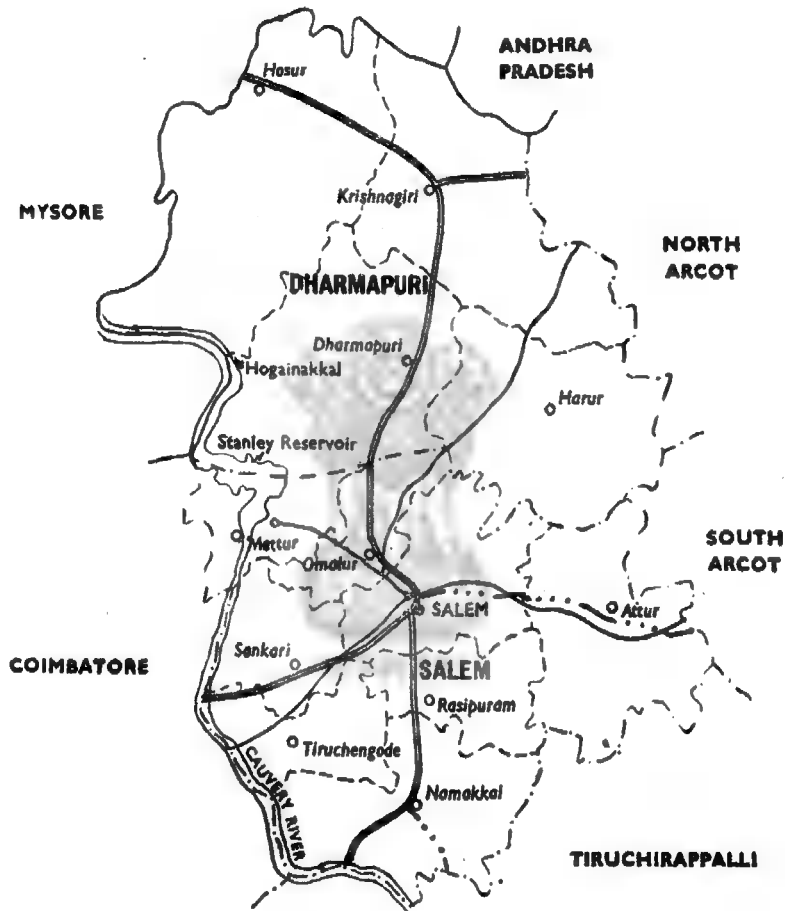 ANDHRA
PRADESH
Hosur
Krishnagiri
MYSORE
NORTH
ARCOT
DHARMAPURI
Dharmapuri
Hogainakkal
Harur
Stanley Reservoir
Mettur
Omalur
SOUTH
ARCOT
SALEM
Attur
COIMBATORE
Sankari
SALEM
Rasipuram
Tiruchengode
CAUVERY RIVER
Namakkal
TIRUCHIRAPPALLI